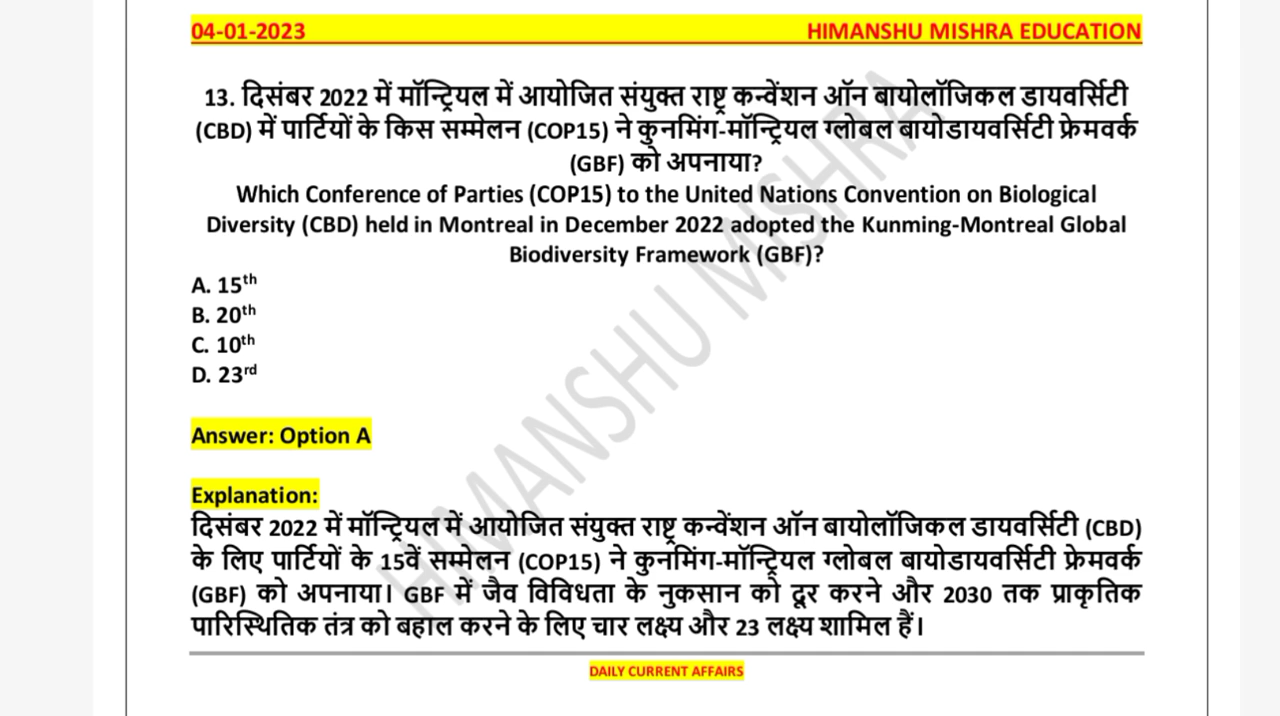 04-01-2023 HIMANSHU MISHRA EDUCATION
13. दिसंबर 2022 में मॉन्ट्रियल में आयोजित संयुक्त राष्ट्र कन्वेंशन ऑन बायोलॉजिकल डायवर्सिटी
(CBD) में पार्टियों के किस सम्मेलन (COP15) ने कुनमिंग-मॉन्ट्रियल ग्लोबल बायोडायवर्सिटी फ्रेमवर्क
(GBF) को अपनाया?
Which Conference of Parties (COP15) to the United Nations Convention on Biological
Diversity (CBD) held in Montreal in December 2022 adopted the Kunming-Montreal Global
Biodiversity Framework (GBF)?
A. 15th
B. 20th
C. 10th
D. 23rd
Answer: Option A
Explanation:
दिसंबर 2022 में मॉन्ट्रियल में आयोजित संयुक्त राष्ट्र कन्वेंशन ऑन बायोलॉजिकल डायवर्सिटी (CBD)
के लिए पार्टियों के 15वें सम्मेलन (COP15) ने कुनमिंग-मॉन्ट्रियल ग्लोबल बायोडायवर्सिटी फ्रेमवर्क
(GBF) को अपनाया। GBF में जैव विविधता के नुकसान को दूर करने और 2030 तक प्राकृतिक
पारिस्थितिक तंत्र को बहाल करने के लिए चार लक्ष्य और 23 लक्ष्य शामिल हैं।
DAILY CURRENT AFFAIRS
HIMANSHU MISHRA